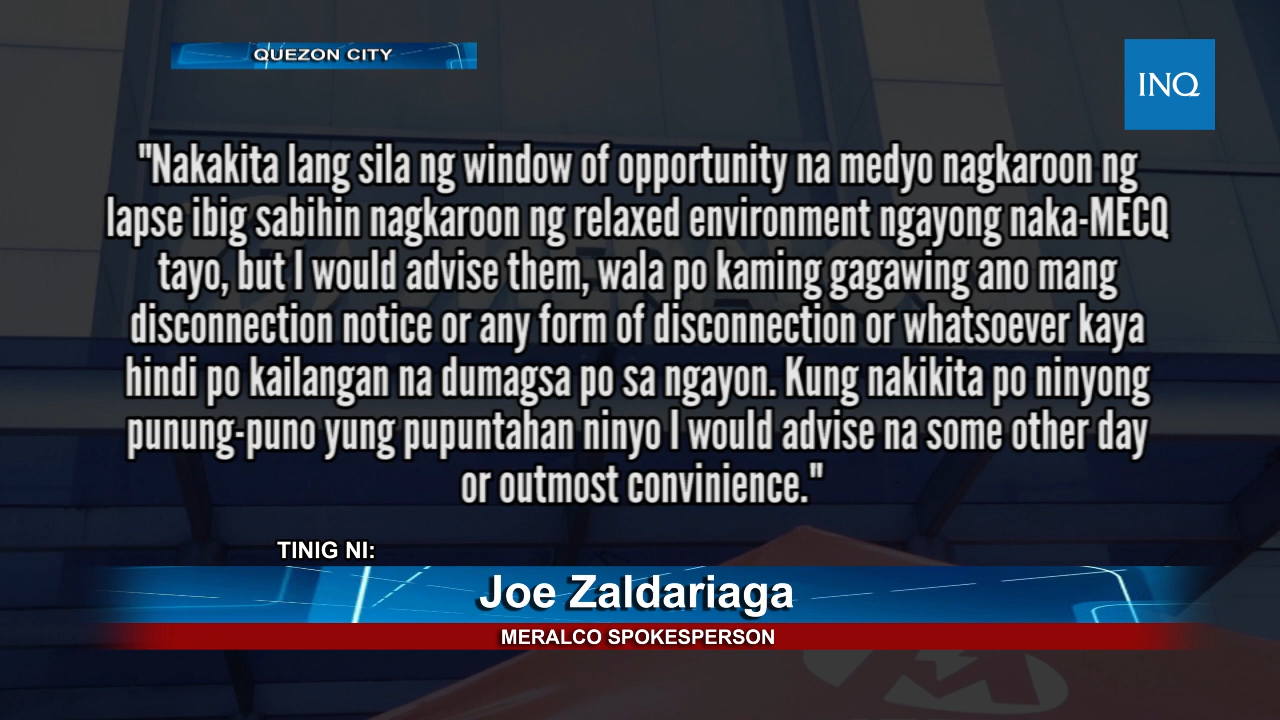 QUEZON CITY
INQ
"Nakakita lang sila ng window of opportunity na medyo nagkaroon ng
lapse ibig sabihin nagkaroon ng relaxed environment ngayong naka-MECQ
tayo, but I would advise them, wala po kaming gagawing ano mang
disconnection notice or any form of disconnection or whatsoever kaya
hindi po kailangan na dumagsa po sa ngayon. Kung nakikita po ninyong
punung-puno yung pupuntahan ninyo I would advise na some other day
or outmost convinience."
TINIG NI:
Joe Zaldariaga
MERALCO SPOKESPERSON